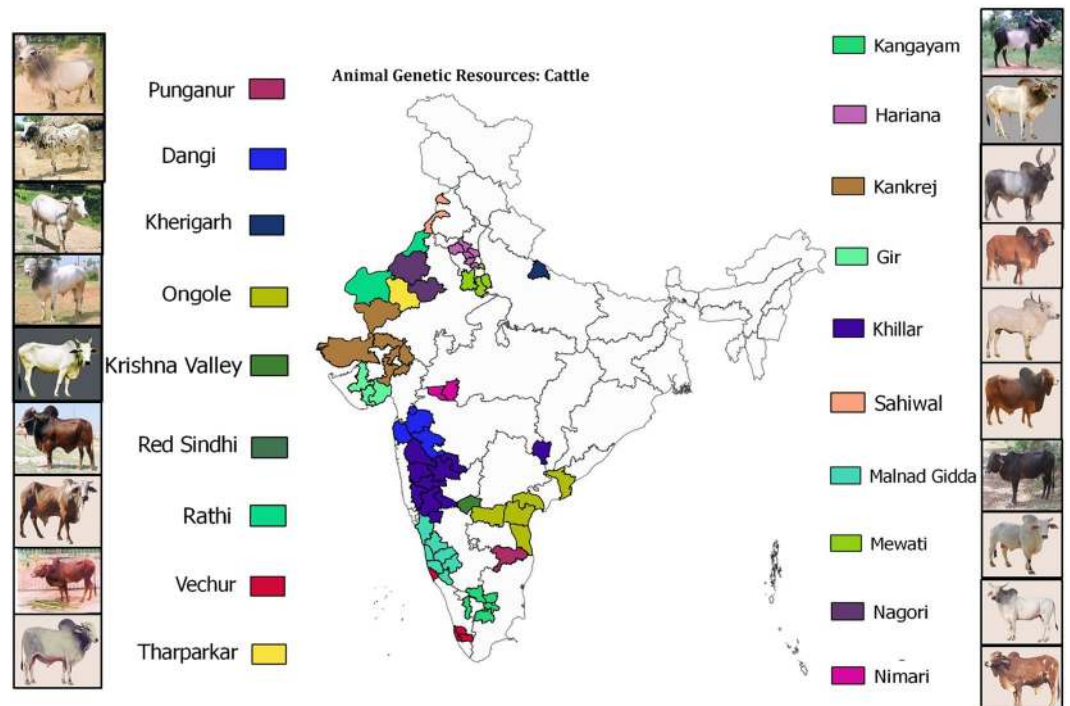 Animal Genetic Resources: Cattle
Punganur
Dangi
Kherigarh
Ongole
Krishna Valley
Red Sindhi
Rathi
Vechur
Tharparkar
Kangayam
Hariana
Kankrej
Gir
Khillar
Sahiwal
Malnad Gidda
Mewati
Nagori
Nimari